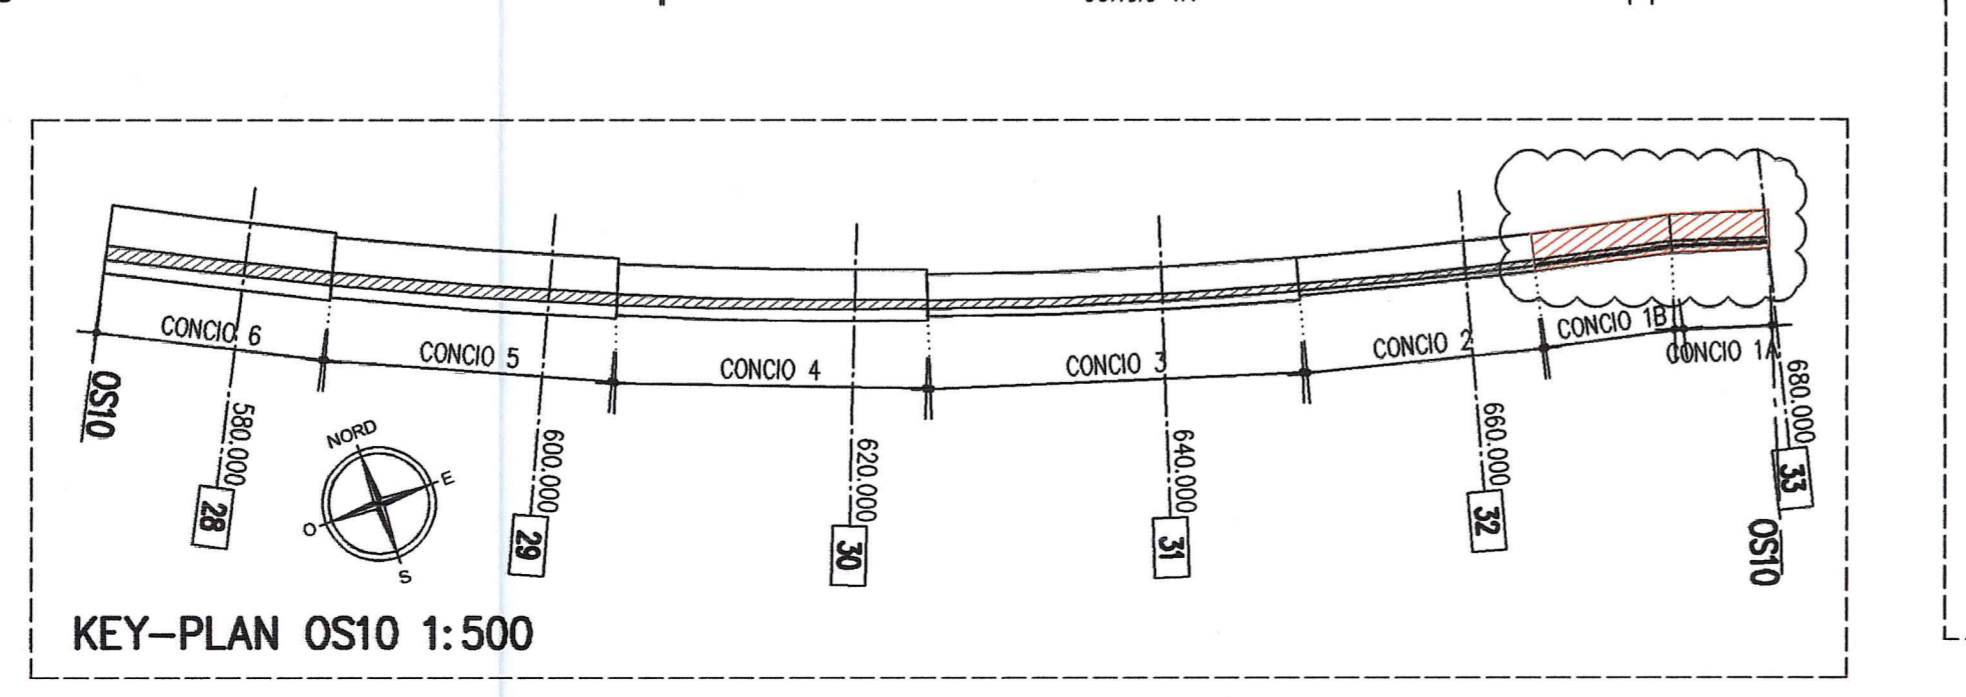 CONCIO 6
CONCIO 5
CONCIO 4
CONCIO 3
CONCIO 2
CONCIO 1B
CONCIO 1A
OS10
580.000
600.000
620.000
640.000
660.000
680.000
28
29
30
31
32
33
OS10
NORD
E
O
S
KEY-PLAN OS10 1:500